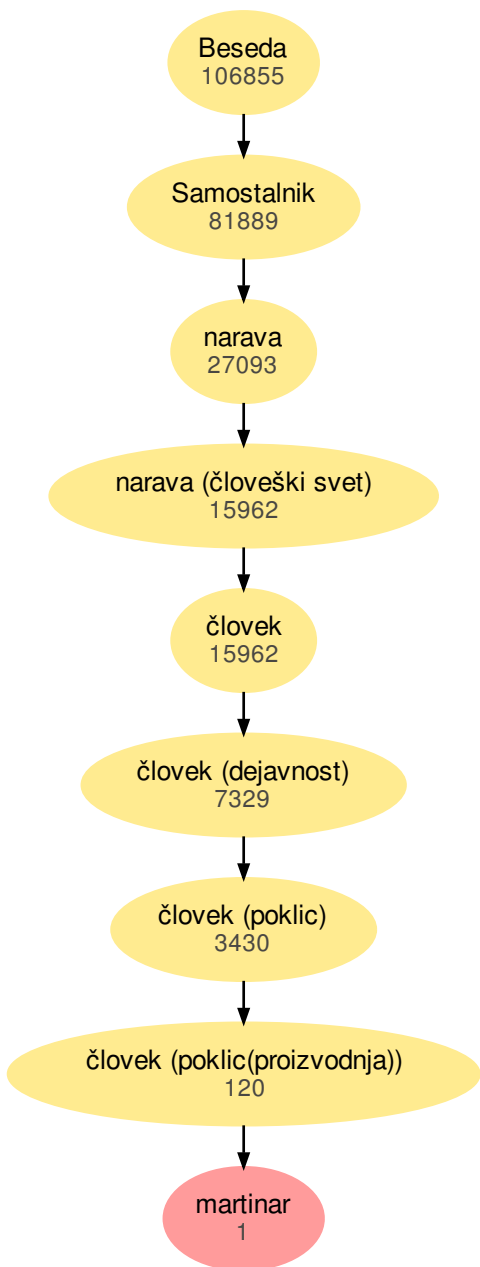 Beseda
106855
Samostalnik
81889
narava
27093
narava (človeški svet)
15962
človek
15962
človek (dejavnost)
7329
človek (poklic)
3430
človek (poklic(proizvodnja))
120
martinar
1